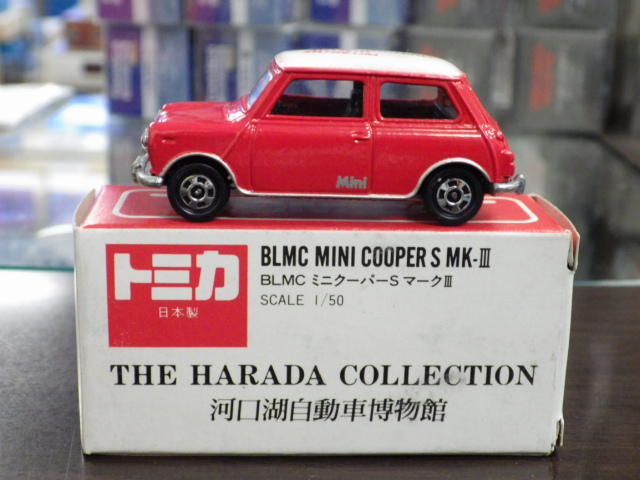 Mini
トミカ
日本製
BLMC MINI COOPER S MK-Ⅲ
BLMC ミニクーパーS マークⅢ
SCALE 1/50
THE HARADA COLLECTION
河口湖自動車博物館